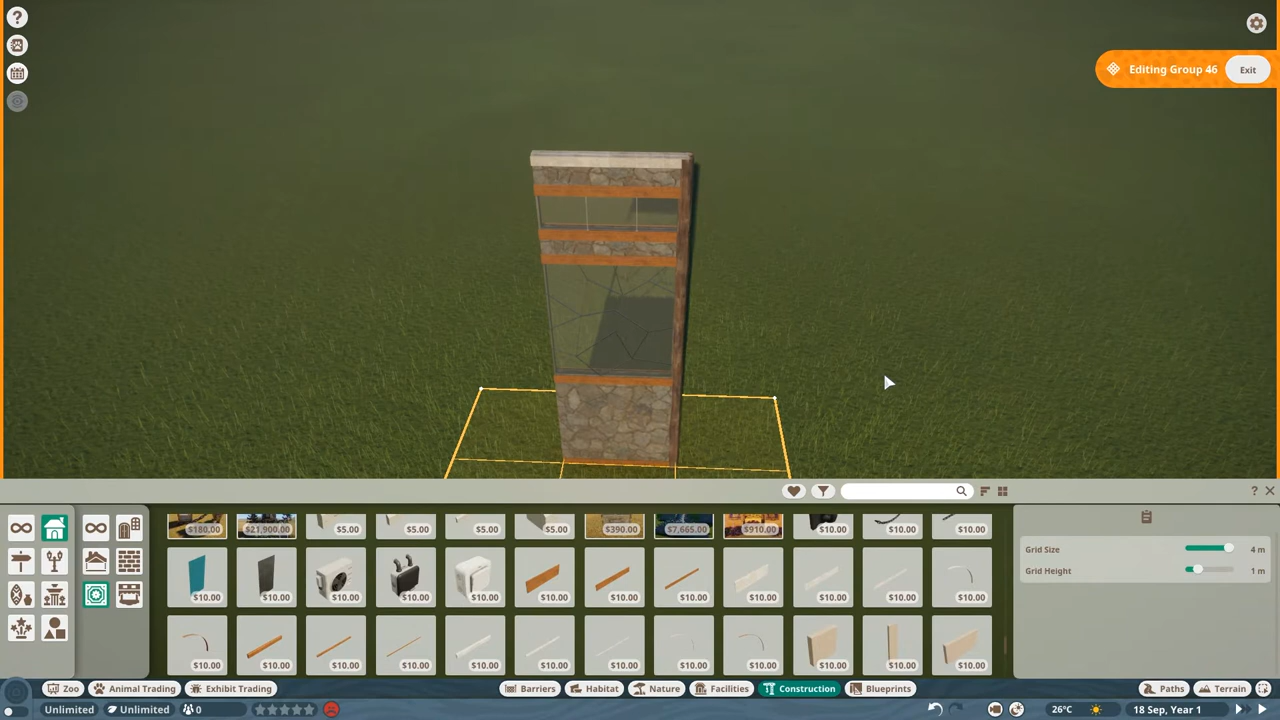 ?
Editing Group 46 Exit
?
$180.00 $21,900.00 $5.00 $5.00 $5.00 $5.00 $390.00 $7,665.00 $910.00 $10.00 $10.00 $10.00
Grid Size 4 m
Grid Height 1 m
$10.00 $10.00 $10.00 $10.00 $10.00 $10.00 $10.00 $10.00 $10.00 $10.00 $10.00 $10.00
$10.00 $10.00 $10.00 $10.00 $10.00 $10.00 $10.00 $10.00 $10.00 $10.00 $10.00 $10.00
Zoo Animal Trading Exhibit Trading Barriers Habitat Nature Facilities Construction Blueprints Paths Terrain
Unlimited Unlimited 0 26°C 18 Sep, Year 1